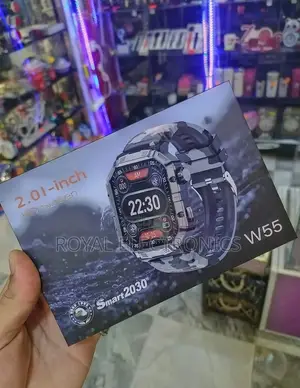 2.01-inch
ROYAL ELECTRONICS
22:30
W55
Smart2030